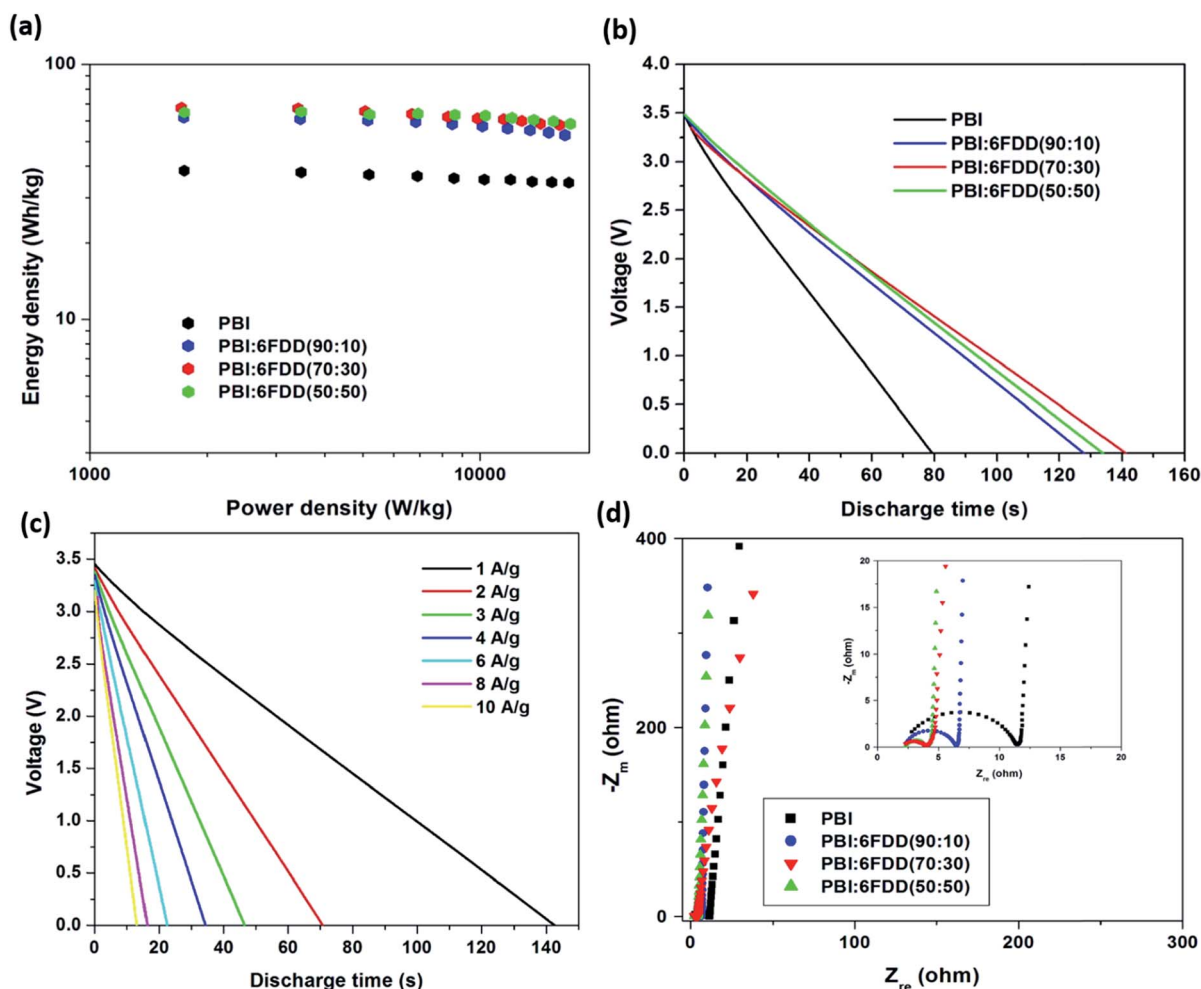 (a)
100
10
Energy density (Wh/kg)
PBI
PBI:6FDD(90:10)
PBI:6FDD(70:30)
PBI:6FDD(50:50)
1000
10000
Power density (W/kg)
(b)
4.0
3.5
3.0
2.5
2.0
1.5
1.0
0.5
0.0
Voltage (V)
PBI
PBI:6FDD(90:10)
PBI:6FDD(70:30)
PBI:6FDD(50:50)
0 20 40 60 80 100 120 140 160
Discharge time (s)
(c)
3.5
3.0
2.5
2.0
1.5
1.0
0.5
0.0
Voltage (V)
1 A/g
2 A/g
3 A/g
4 A/g
6 A/g
8 A/g
10 A/g
0 20 40 60 80 100 120 140
Discharge time (s)
(d)
400
200
0
-Zm (ohm)
20
15
10
5
0
-Zm (ohm)
0 5 10 15 20
Zre (ohm)
PBI
PBI:6FDD(90:10)
PBI:6FDD(70:30)
PBI:6FDD(50:50)
0 50 100 150 200 250 300
Zre (ohm)